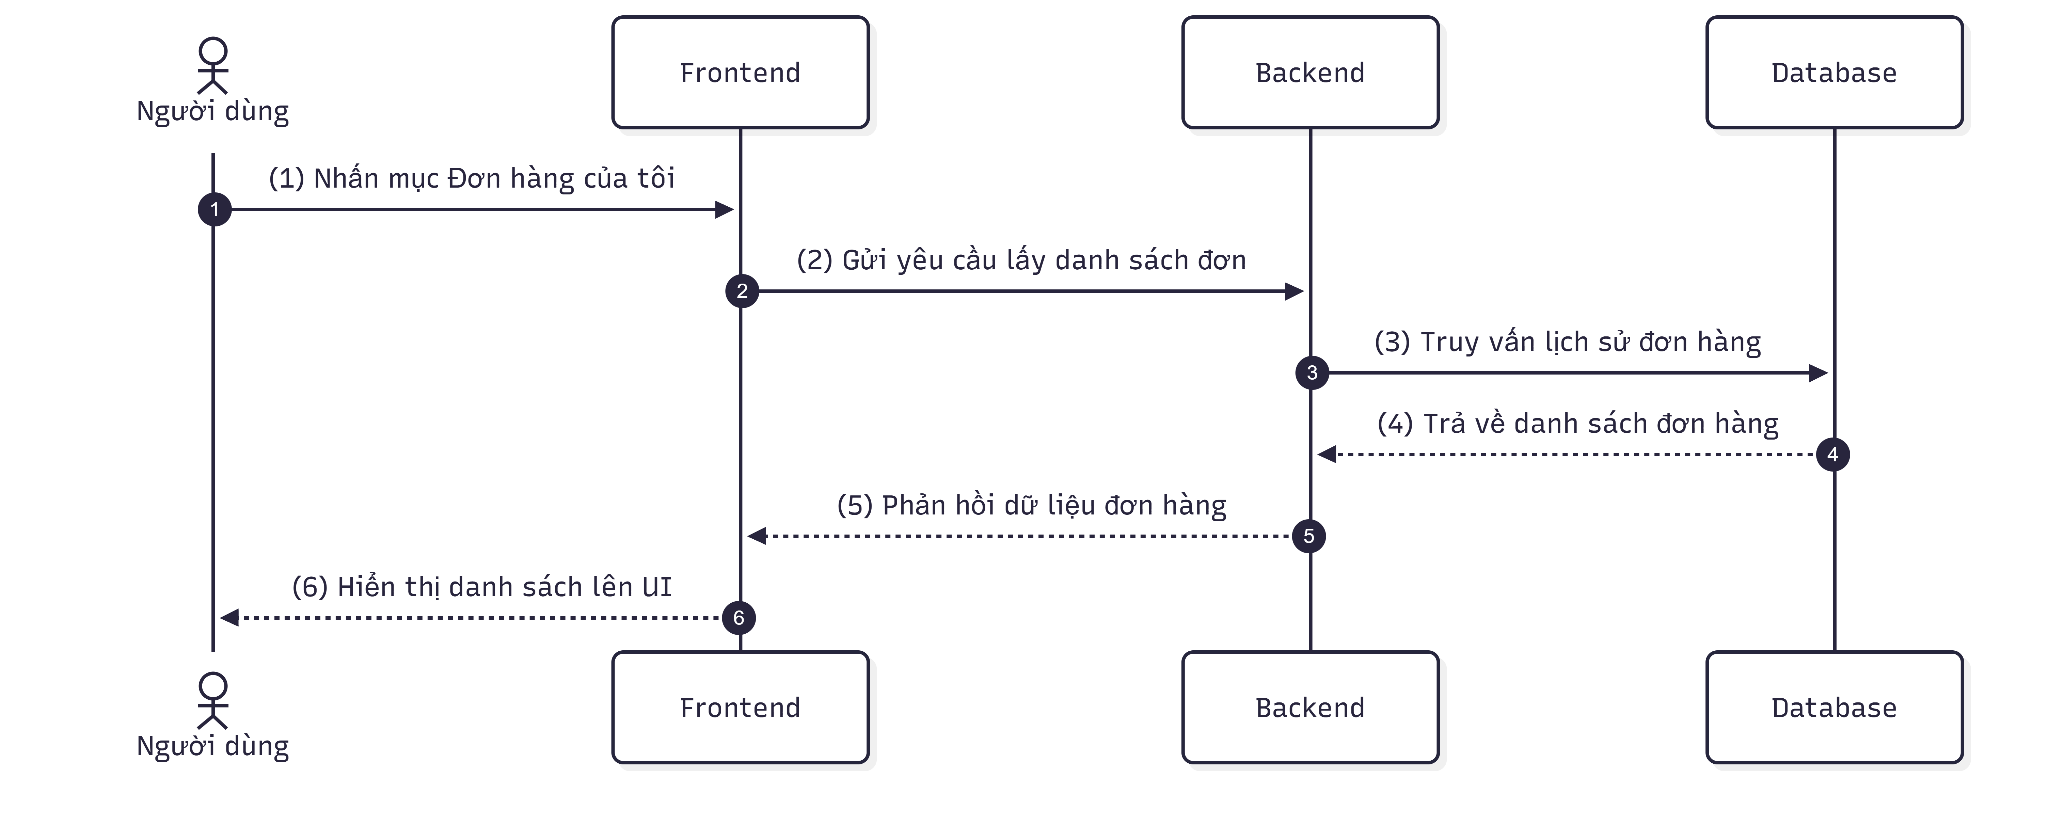 Người dùng
Frontend
Backend
Database
(1) Nhấn mục Đơn hàng của tôi
1
(2) Gửi yêu cầu lấy danh sách đơn
2
(3) Truy vấn lịch sử đơn hàng
3
(4) Trả về danh sách đơn hàng
4
(5) Phản hồi dữ liệu đơn hàng
5
(6) Hiển thị danh sách lên UI
6
Người dùng
Frontend
Backend
Database